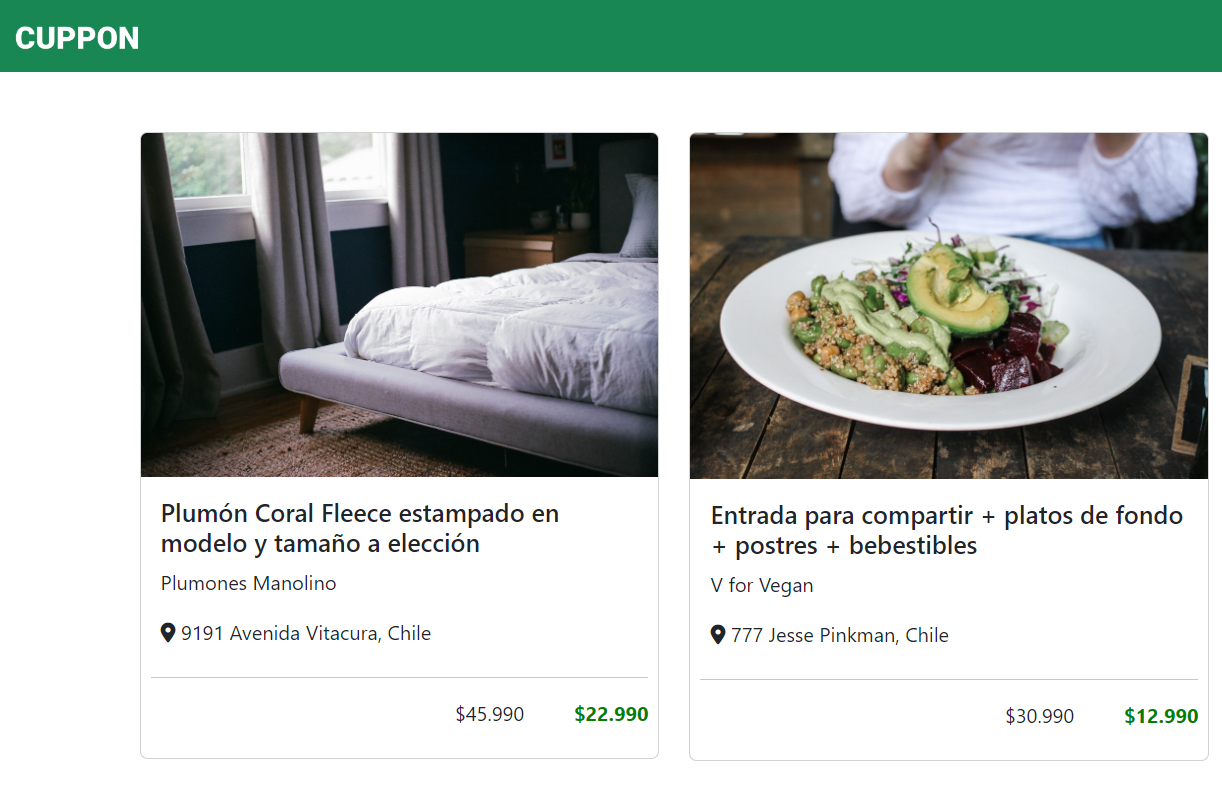 CUPPON
Plumón Coral Fleece estampado en
modelo y tamaño a elección
Plumones Manolino
9191 Avenida Vitacura, Chile
$45.990 $22.990
Entrada para compartir + platos de fondo
+ postres + bebestibles
V for Vegan
777 Jesse Pinkman, Chile
$30.990 $12.990